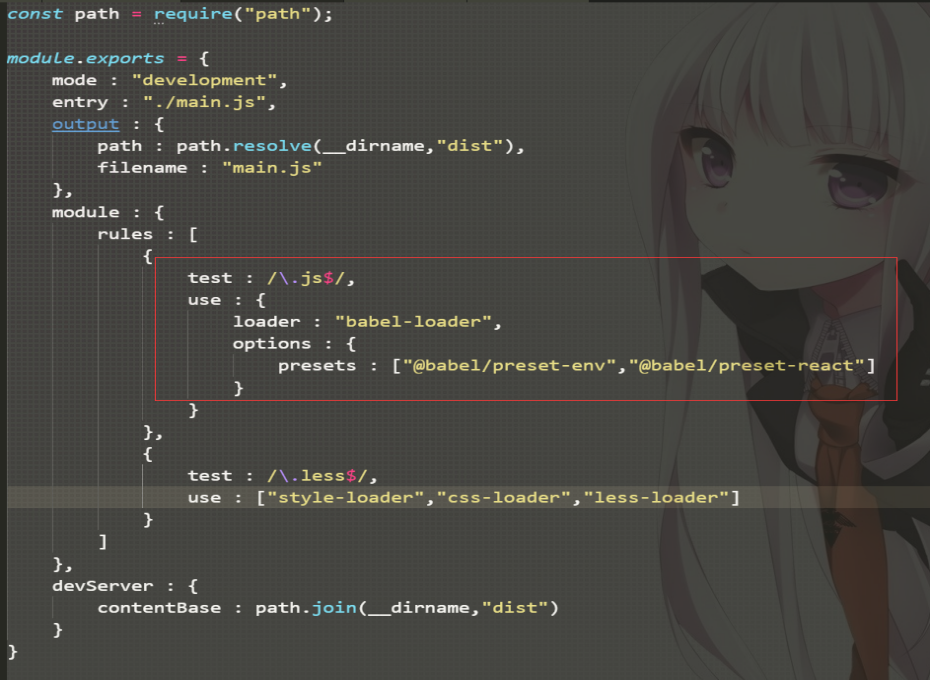 const path = require("path");
module.exports = {
mode : "development",
entry : "./main.js",
output : {
path : path.resolve(__dirname,"dist"),
filename : "main.js"
},
module : {
rules : [
{
test : /\.js$/,
use : {
loader : "babel-loader",
options : {
presets : ["@babel/preset-env","@babel/preset-react"]
}
}
},
{
test : /\.less$/,
use : ["style-loader","css-loader","less-loader"]
}
]
},
devServer : {
contentBase : path.join(__dirname,"dist")
}
}